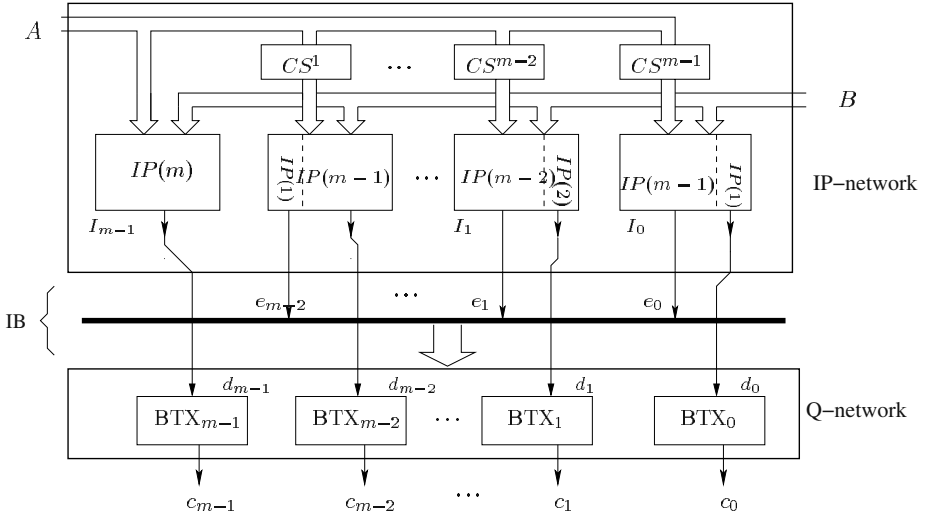 A
CS¹ ... CS^{m−2} CS^{m−1}
B
IP(m) IP(1) IP(m − 1) ... IP(m − 2) IP(2) IP(m − 1) IP(1)
IP−network
I_{m−1} I_1 I_0
e_{m−2} ... e_1 e_0
IB
d_{m−1} d_{m−2} d_1 d_0
BTX_{m−1} BTX_{m−2} ... BTX_1 BTX_0
Q−network
c_{m−1} c_{m−2} ... c_1 c_0